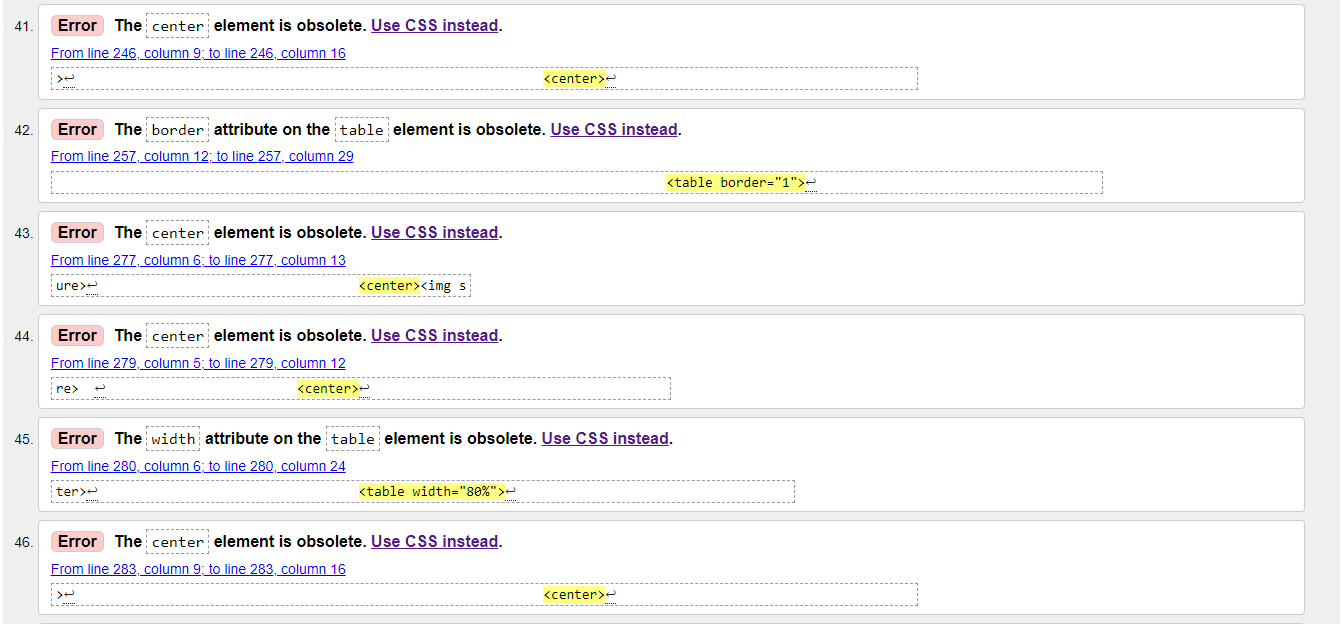 41. Error The center element is obsolete. Use CSS instead.
From line 246, column 9; to line 246, column 16
>↩ <center>↩
42. Error The border attribute on the table element is obsolete. Use CSS instead.
From line 257, column 12; to line 257, column 29
<table border="1">↩
43. Error The center element is obsolete. Use CSS instead.
From line 277, column 6; to line 277, column 13
ure>↩ <center><img s
44. Error The center element is obsolete. Use CSS instead.
From line 279, column 5; to line 279, column 12
re> ↩ <center>↩
45. Error The width attribute on the table element is obsolete. Use CSS instead.
From line 280, column 6; to line 280, column 24
ter>↩ <table width="80%">↩
46. Error The center element is obsolete. Use CSS instead.
From line 283, column 9; to line 283, column 16
>↩ <center>↩